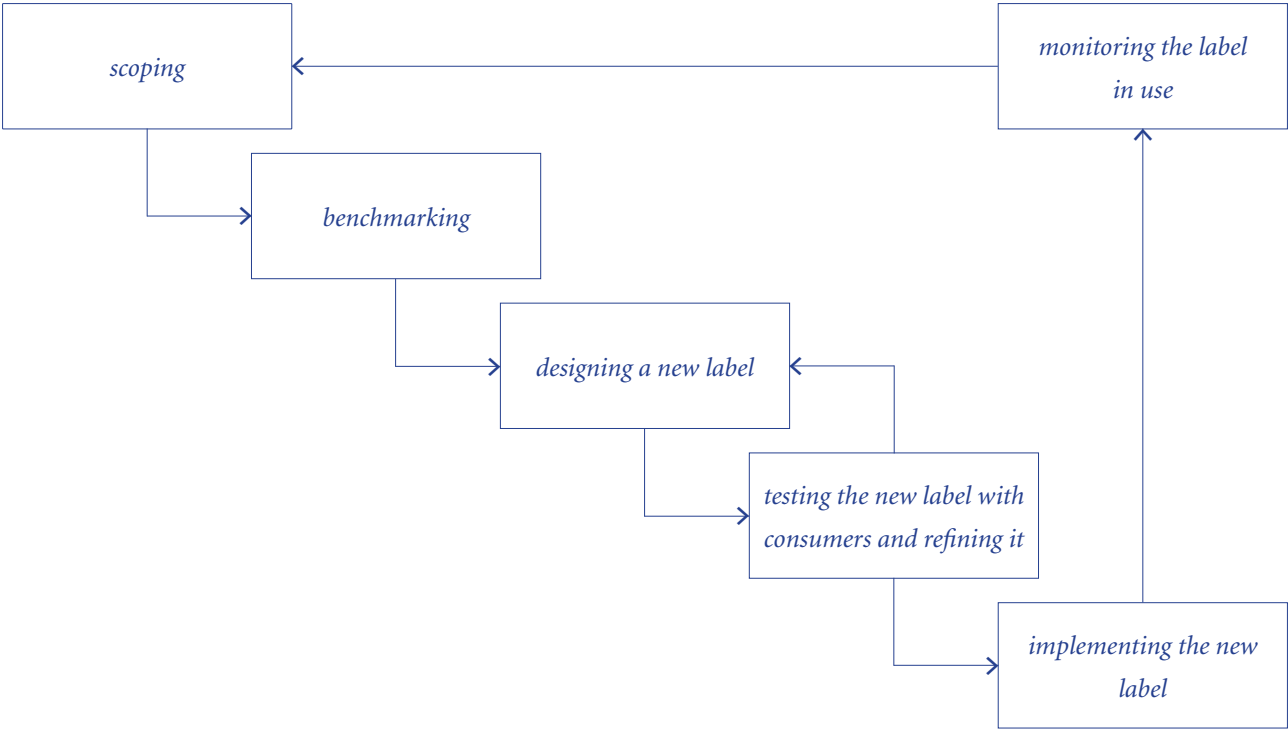 scoping
monitoring the label
in use
benchmarking
designing a new label
testing the new label with
consumers and refining it
implementing the new
label